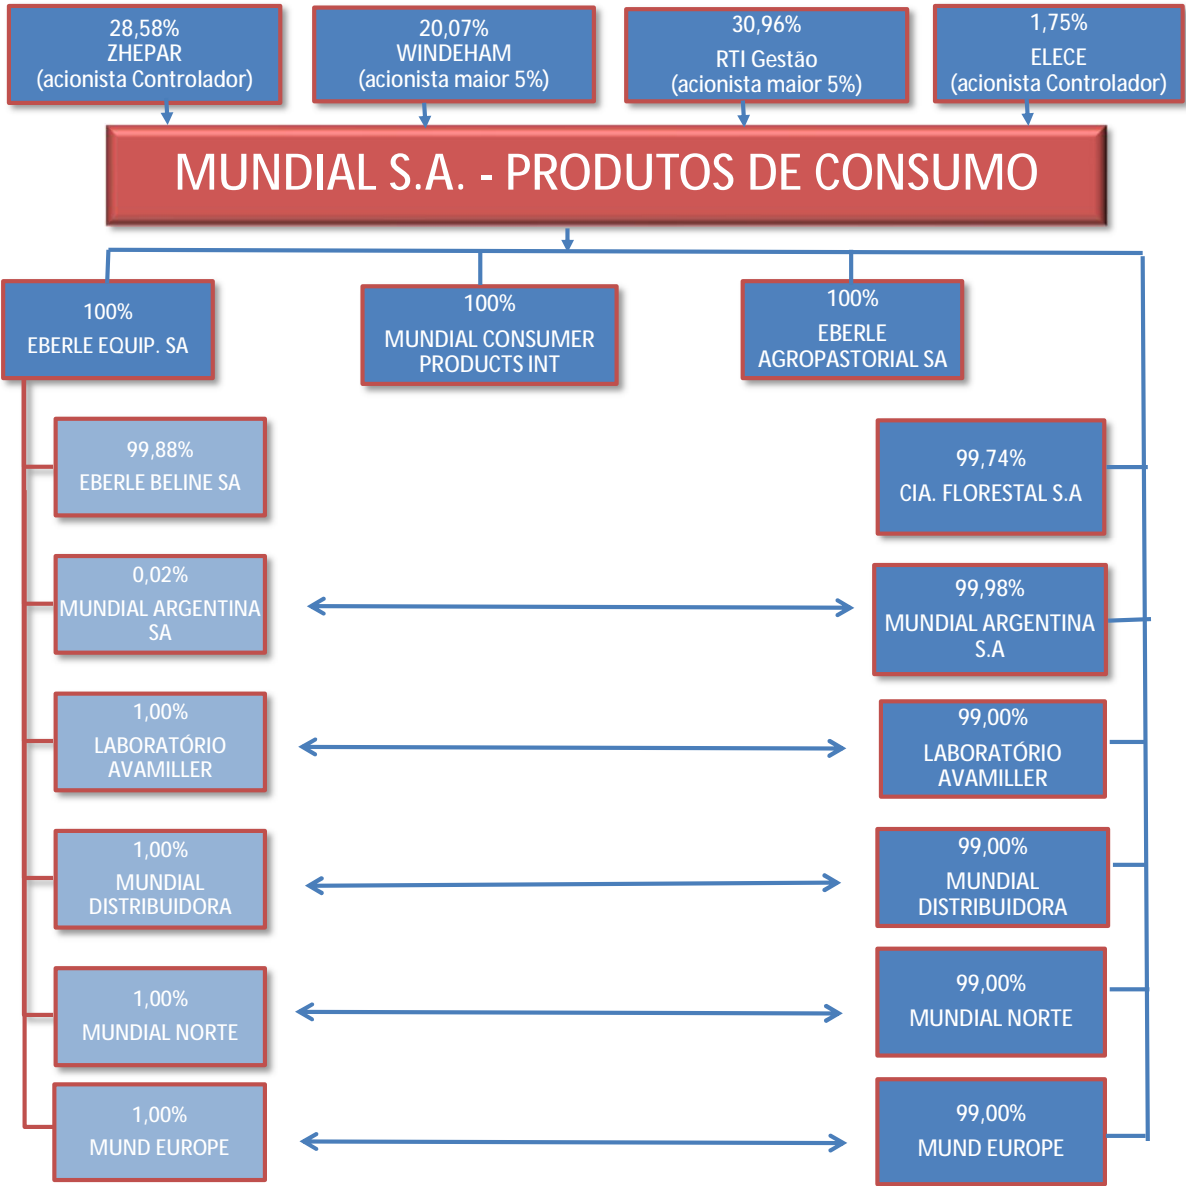 28,58%
ZHEPAR
(acionista Controlador)
20,07%
WINDEHAM
(acionista maior 5%)
30,96%
RTI Gestão
(acionista maior 5%)
1,75%
ELECE
(acionista Controlador)
MUNDIAL S.A. - PRODUTOS DE CONSUMO
100%
EBERLE EQUIP. SA
100%
MUNDIAL CONSUMER
PRODUCTS INT
100%
EBERLE
AGROPASTORIAL SA
99,88%
EBERLE BELINE SA
99,74%
CIA. FLORESTAL S.A
0,02%
MUNDIAL ARGENTINA
SA
99,98%
MUNDIAL ARGENTINA
S.A
1,00%
LABORATÓRIO
AVAMILLER
99,00%
LABORATÓRIO
AVAMILLER
1,00%
MUNDIAL
DISTRIBUIDORA
99,00%
MUNDIAL
DISTRIBUIDORA
1,00%
MUNDIAL NORTE
99,00%
MUNDIAL NORTE
1,00%
MUND EUROPE
99,00%
MUND EUROPE